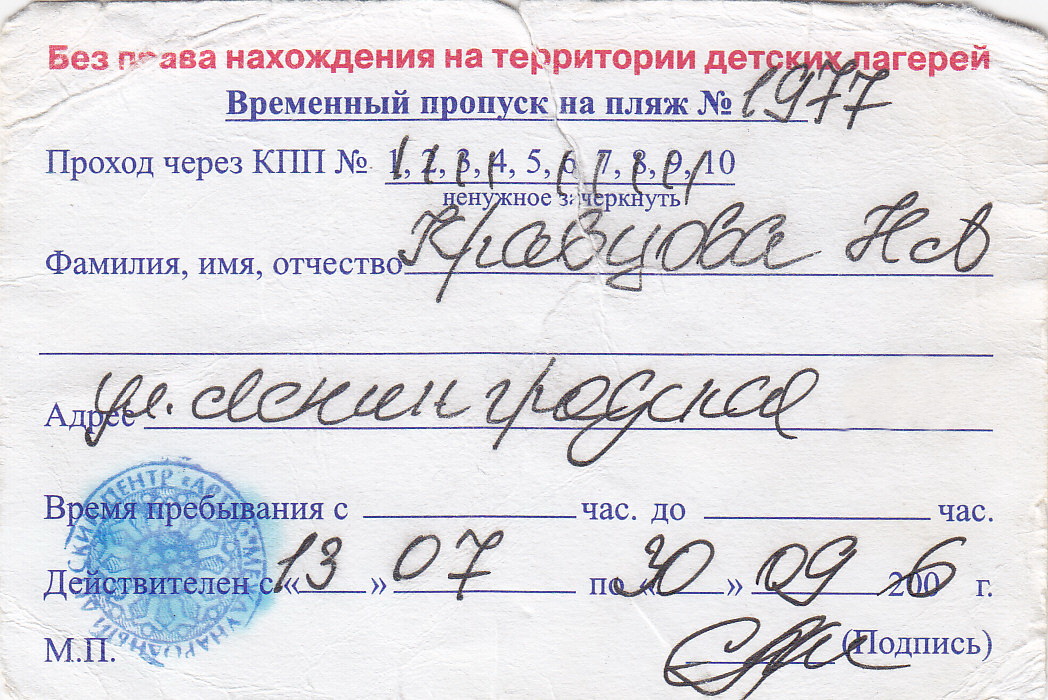 Без права нахождения на территории детских лагерей
Временный пропуск на пляж № 1977
Проход через КПП № 1, 2, 3, 4, 5, 6, 7, 8, 9, 10
ненужное зачеркнуть
Фамилия, имя, отчество Кравцова Н
Адрес ул. Ленинградская
Время пребывания с час. до час.
Действителен с «13» 07 по «30» 09 2006 г.
М.П. (Подпись)